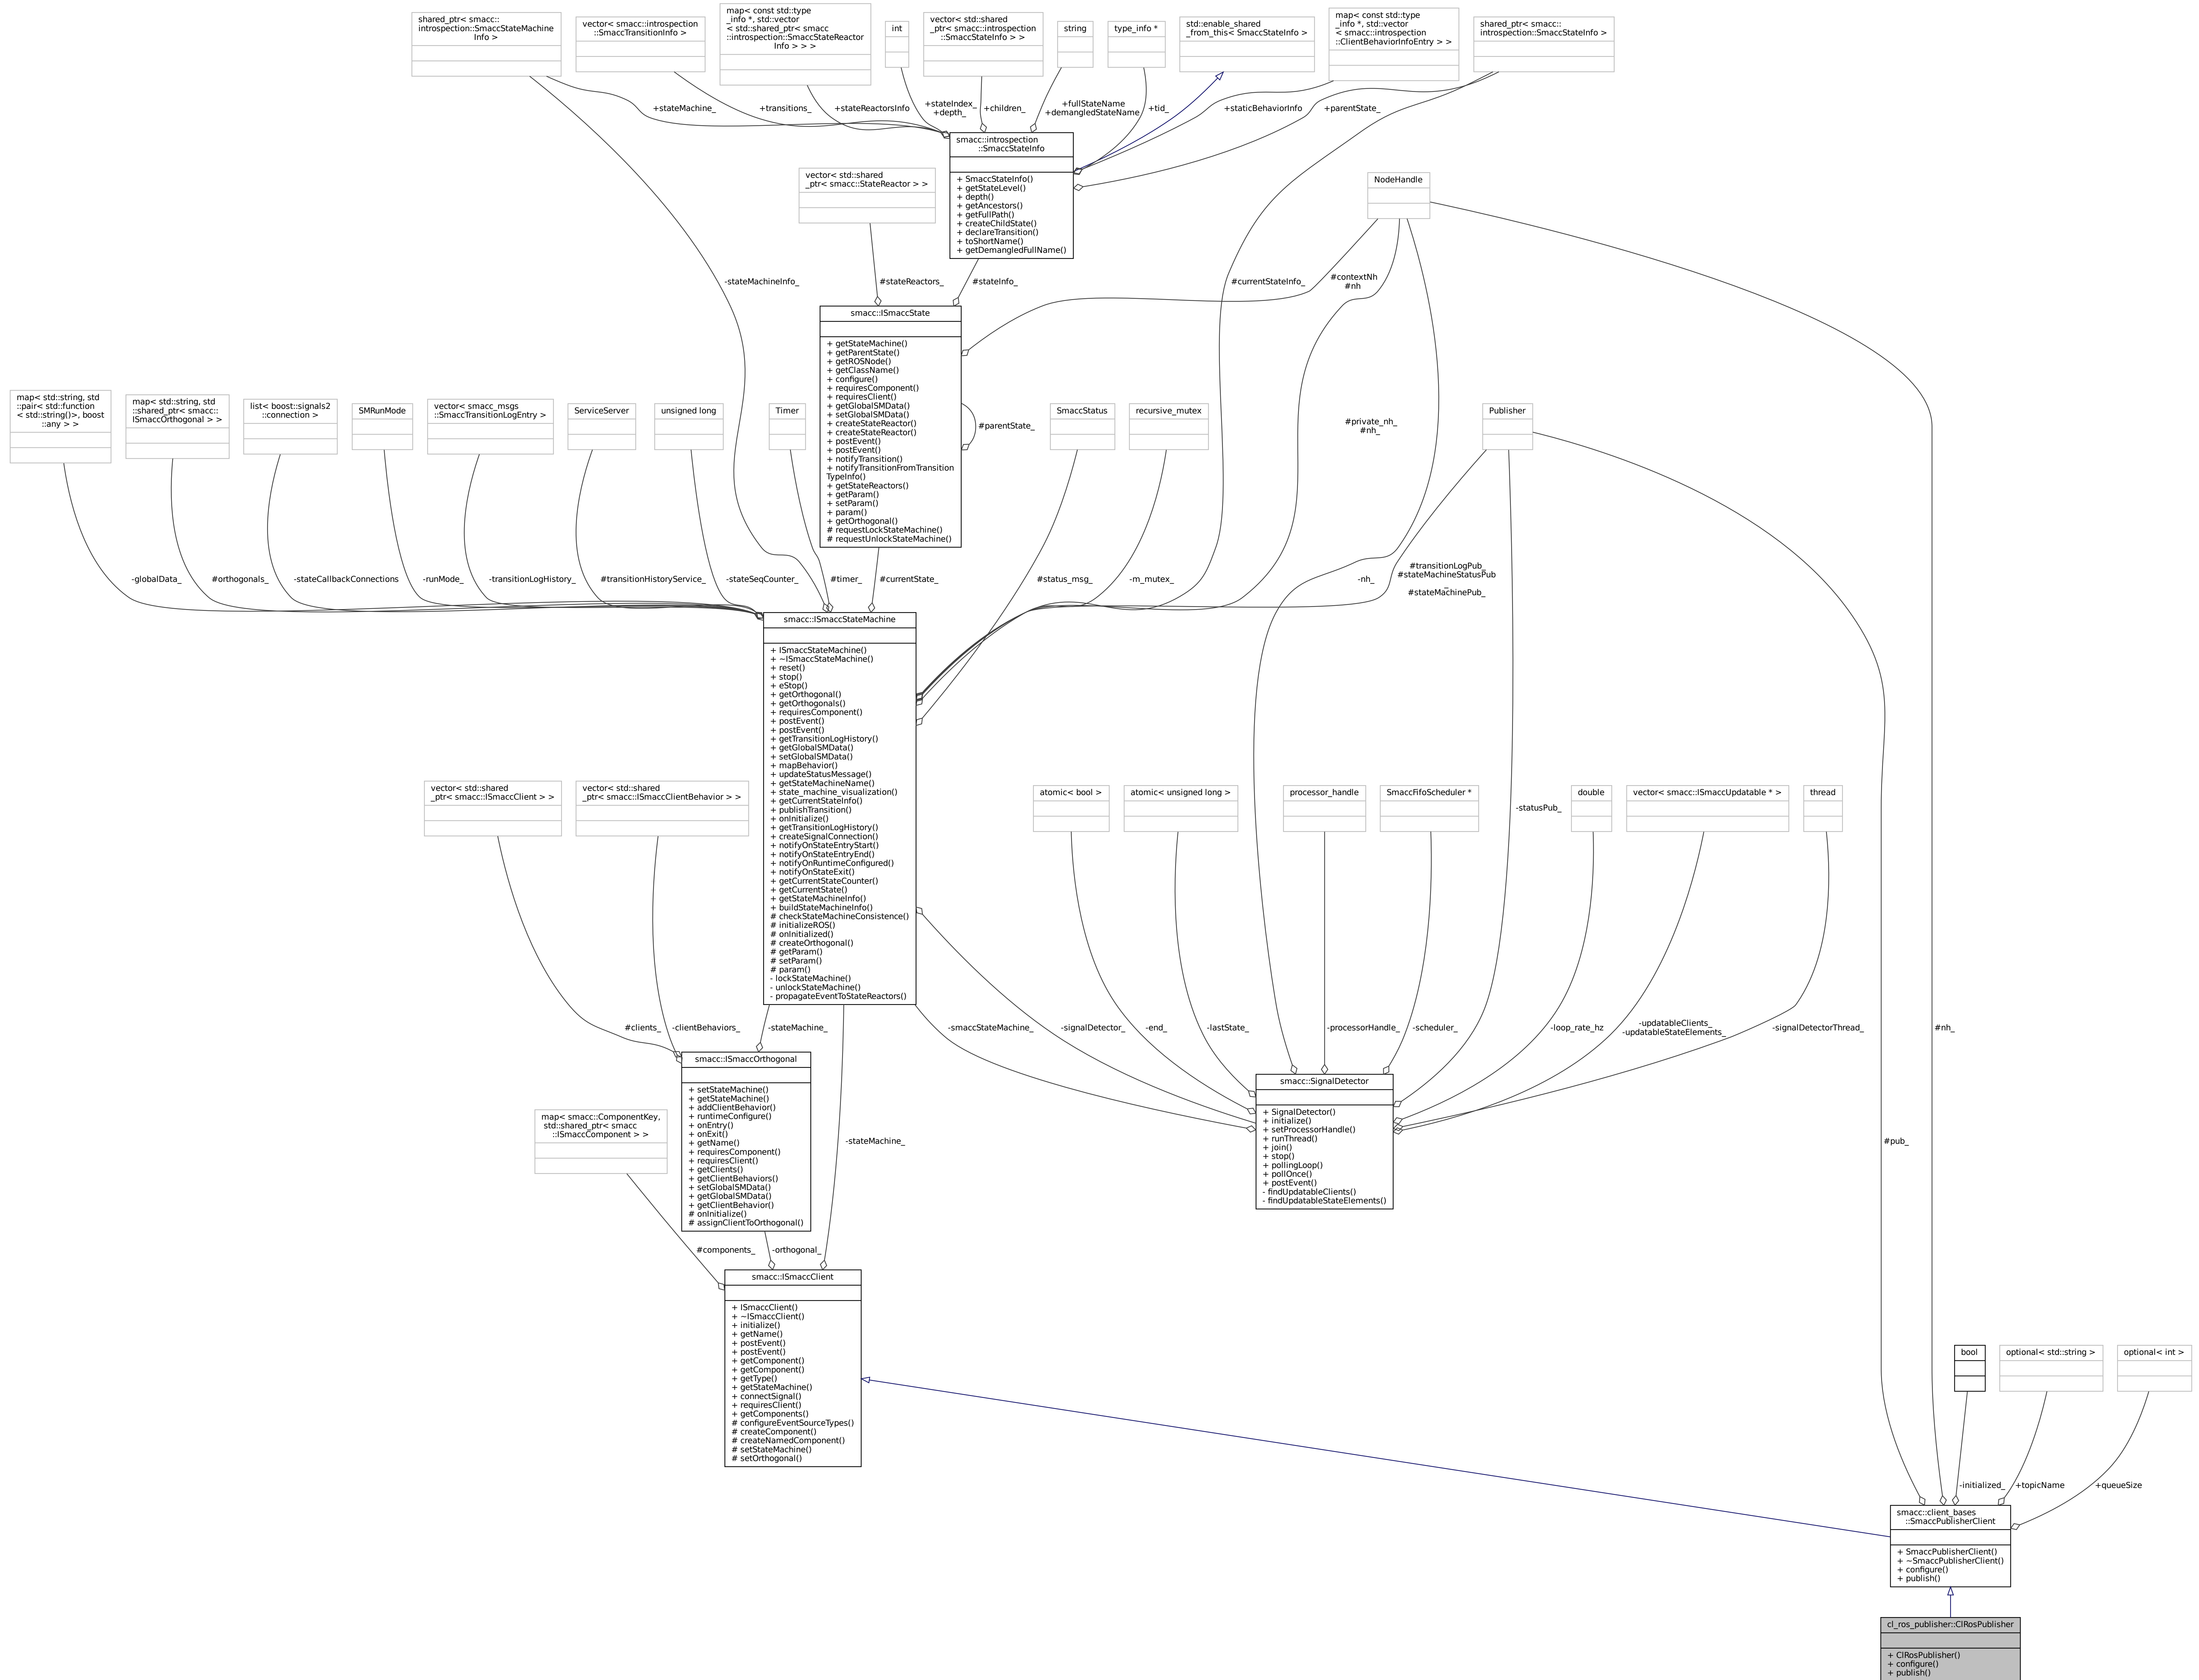 shared_ptr< smacc::
introspection::SmaccStateMachine
Info >
vector< smacc::introspection
::SmaccTransitionInfo >
map< const std::type
_info *, std::vector
< std::shared_ptr< smacc
::introspection::SmaccStateReactor
Info > > >
int
vector< std::shared
_ptr< smacc::introspection
::SmaccStateInfo > >
string
type_info *
std::enable_shared
_from_this< SmaccStateInfo >
map< const std::type
_info *, std::vector
< smacc::introspection
::ClientBehaviorInfoEntry > >
shared_ptr< smacc::
introspection::SmaccStateInfo >
+stateMachine_
+transitions_
+stateReactorsInfo
+stateIndex_
+depth_
+children_
+fullStateName
+demangledStateName
+tid_
+staticBehaviorInfo
+parentState_
smacc::introspection
::SmaccStateInfo
+ SmaccStateInfo()
+ getStateLevel()
+ depth()
+ getAncestors()
+ getFullPath()
+ createChildState()
+ declareTransition()
+ toShortName()
+ getDemangledFullName()
vector< std::shared
_ptr< smacc::StateReactor > >
NodeHandle
-stateMachineInfo_
#stateReactors_
#stateInfo_
#currentStateInfo_
#contextNh
#nh
smacc::ISmaccState
+ getStateMachine()
+ getParentState()
+ getROSNode()
+ getClassName()
+ configure()
+ requiresComponent()
+ requiresClient()
+ getGlobalSMData()
+ setGlobalSMData()
+ createStateReactor()
+ createStateReactor()
+ postEvent()
+ postEvent()
+ notifyTransition()
+ notifyTransitionFromTransition
TypeInfo()
+ getStateReactors()
+ getParam()
+ setParam()
+ param()
+ getOrthogonal()
# requestLockStateMachine()
# requestUnlockStateMachine()
#parentState_
map< std::string, std
::pair< std::function
< std::string()>, boost
::any > >
map< std::string, std
::shared_ptr< smacc::
ISmaccOrthogonal > >
list< boost::signals2
::connection >
SMRunMode
vector< smacc_msgs
::SmaccTransitionLogEntry >
ServiceServer
unsigned long
Timer
SmaccStatus
recursive_mutex
#private_nh_
#nh_
Publisher
-globalData_
#orthogonals_
-stateCallbackConnections
-runMode_
-transitionLogHistory_
#transitionHistoryService_
-stateSeqCounter_
#timer_
#currentState_
#status_msg_
-m_mutex_
-nh_
#transitionLogPub_
#stateMachineStatusPub
_
#stateMachinePub_
smacc::ISmaccStateMachine
+ ISmaccStateMachine()
+ ~ISmaccStateMachine()
+ reset()
+ stop()
+ eStop()
+ getOrthogonal()
+ getOrthogonals()
+ requiresComponent()
+ postEvent()
+ postEvent()
+ getTransitionLogHistory()
+ getGlobalSMData()
+ setGlobalSMData()
+ mapBehavior()
+ updateStatusMessage()
+ getStateMachineName()
+ state_machine_visualization()
+ getCurrentStateInfo()
+ publishTransition()
+ onInitialize()
+ getTransitionLogHistory()
+ createSignalConnection()
+ notifyOnStateEntryStart()
+ notifyOnStateEntryEnd()
+ notifyOnRuntimeConfigured()
+ notifyOnStateExit()
+ getCurrentStateCounter()
+ getCurrentState()
+ getStateMachineInfo()
+ buildStateMachineInfo()
# checkStateMachineConsistence()
# initializeROS()
# onInitialized()
# createOrthogonal()
# getParam()
# setParam()
# param()
- lockStateMachine()
- unlockStateMachine()
- propagateEventToStateReactors()
vector< std::shared
_ptr< smacc::ISmaccClient > >
vector< std::shared
_ptr< smacc::ISmaccClientBehavior > >
atomic< bool >
atomic< unsigned long >
processor_handle
SmaccFifoScheduler *
-statusPub_
double
vector< smacc::ISmaccUpdatable * >
thread
#clients_
-clientBehaviors_
-stateMachine_
-smaccStateMachine_
-signalDetector_
-end_
-lastState_
-processorHandle_
-scheduler_
-loop_rate_hz
-updatableClients_
-updatableStateElements_
-signalDetectorThread_
#nh_
smacc::ISmaccOrthogonal
+ setStateMachine()
+ getStateMachine()
+ addClientBehavior()
+ runtimeConfigure()
+ onEntry()
+ onExit()
+ getName()
+ requiresComponent()
+ requiresClient()
+ getClients()
+ getClientBehaviors()
+ setGlobalSMData()
+ getGlobalSMData()
+ getClientBehavior()
# onInitialize()
# assignClientToOrthogonal()
smacc::SignalDetector
+ SignalDetector()
+ initialize()
+ setProcessorHandle()
+ runThread()
+ join()
+ stop()
+ pollingLoop()
+ pollOnce()
+ postEvent()
- findUpdatableClients()
- findUpdatableStateElements()
map< smacc::ComponentKey,
std::shared_ptr< smacc
::ISmaccComponent > >
-stateMachine_
#pub_
#components_
-orthogonal_
smacc::ISmaccClient
+ ISmaccClient()
+ ~ISmaccClient()
+ initialize()
+ getName()
+ postEvent()
+ postEvent()
+ getComponent()
+ getComponent()
+ getType()
+ getStateMachine()
+ connectSignal()
+ requiresClient()
+ getComponents()
# configureEventSourceTypes()
# createComponent()
# createNamedComponent()
# setStateMachine()
# setOrthogonal()
bool
optional< std::string >
optional< int >
-initialized_
+topicName
+queueSize
smacc::client_bases
::SmaccPublisherClient
+ SmaccPublisherClient()
+ ~SmaccPublisherClient()
+ configure()
+ publish()
cl_ros_publisher::ClRosPublisher
+ ClRosPublisher()
+ configure()
+ publish()